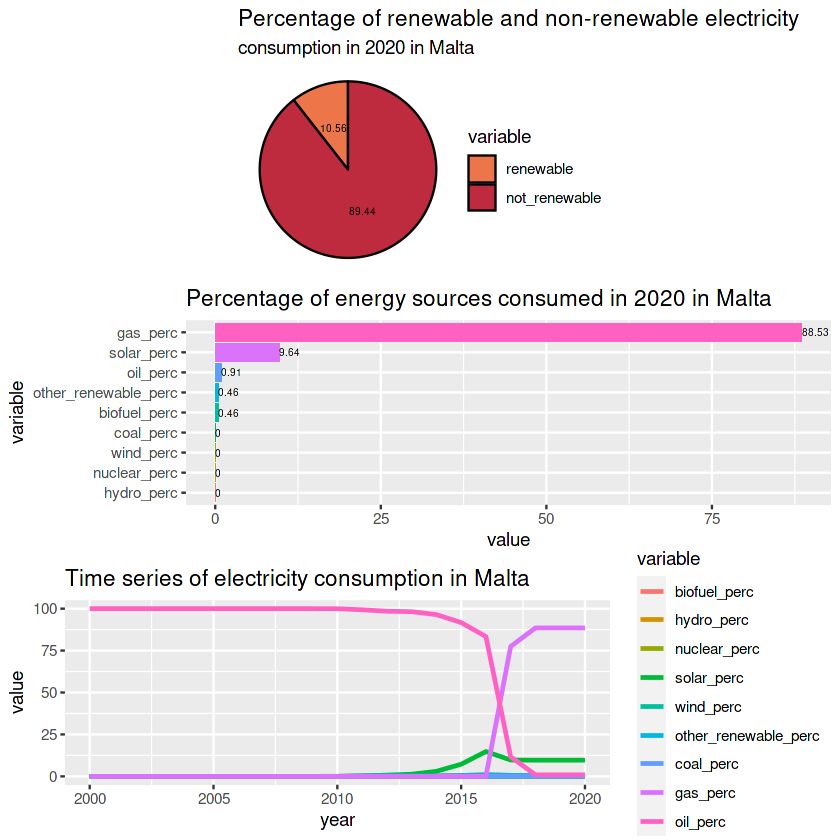 Percentage of renewable and non-renewable electricity
consumption in 2020 in Malta
10.56
89.44
variable
renewable
not_renewable
Percentage of energy sources consumed in 2020 in Malta
variable
gas_perc
88.53
solar_perc
9.64
oil_perc
0.91
other_renewable_perc
0.46
biofuel_perc
0.46
coal_perc
0
wind_perc
0
nuclear_perc
0
hydro_perc
0
0 25 50 75
value
Time series of electricity consumption in Malta
value
100
75
50
25
0
2000 2005 2010 2015 2020
year
variable
biofuel_perc
hydro_perc
nuclear_perc
solar_perc
wind_perc
other_renewable_perc
coal_perc
gas_perc
oil_perc